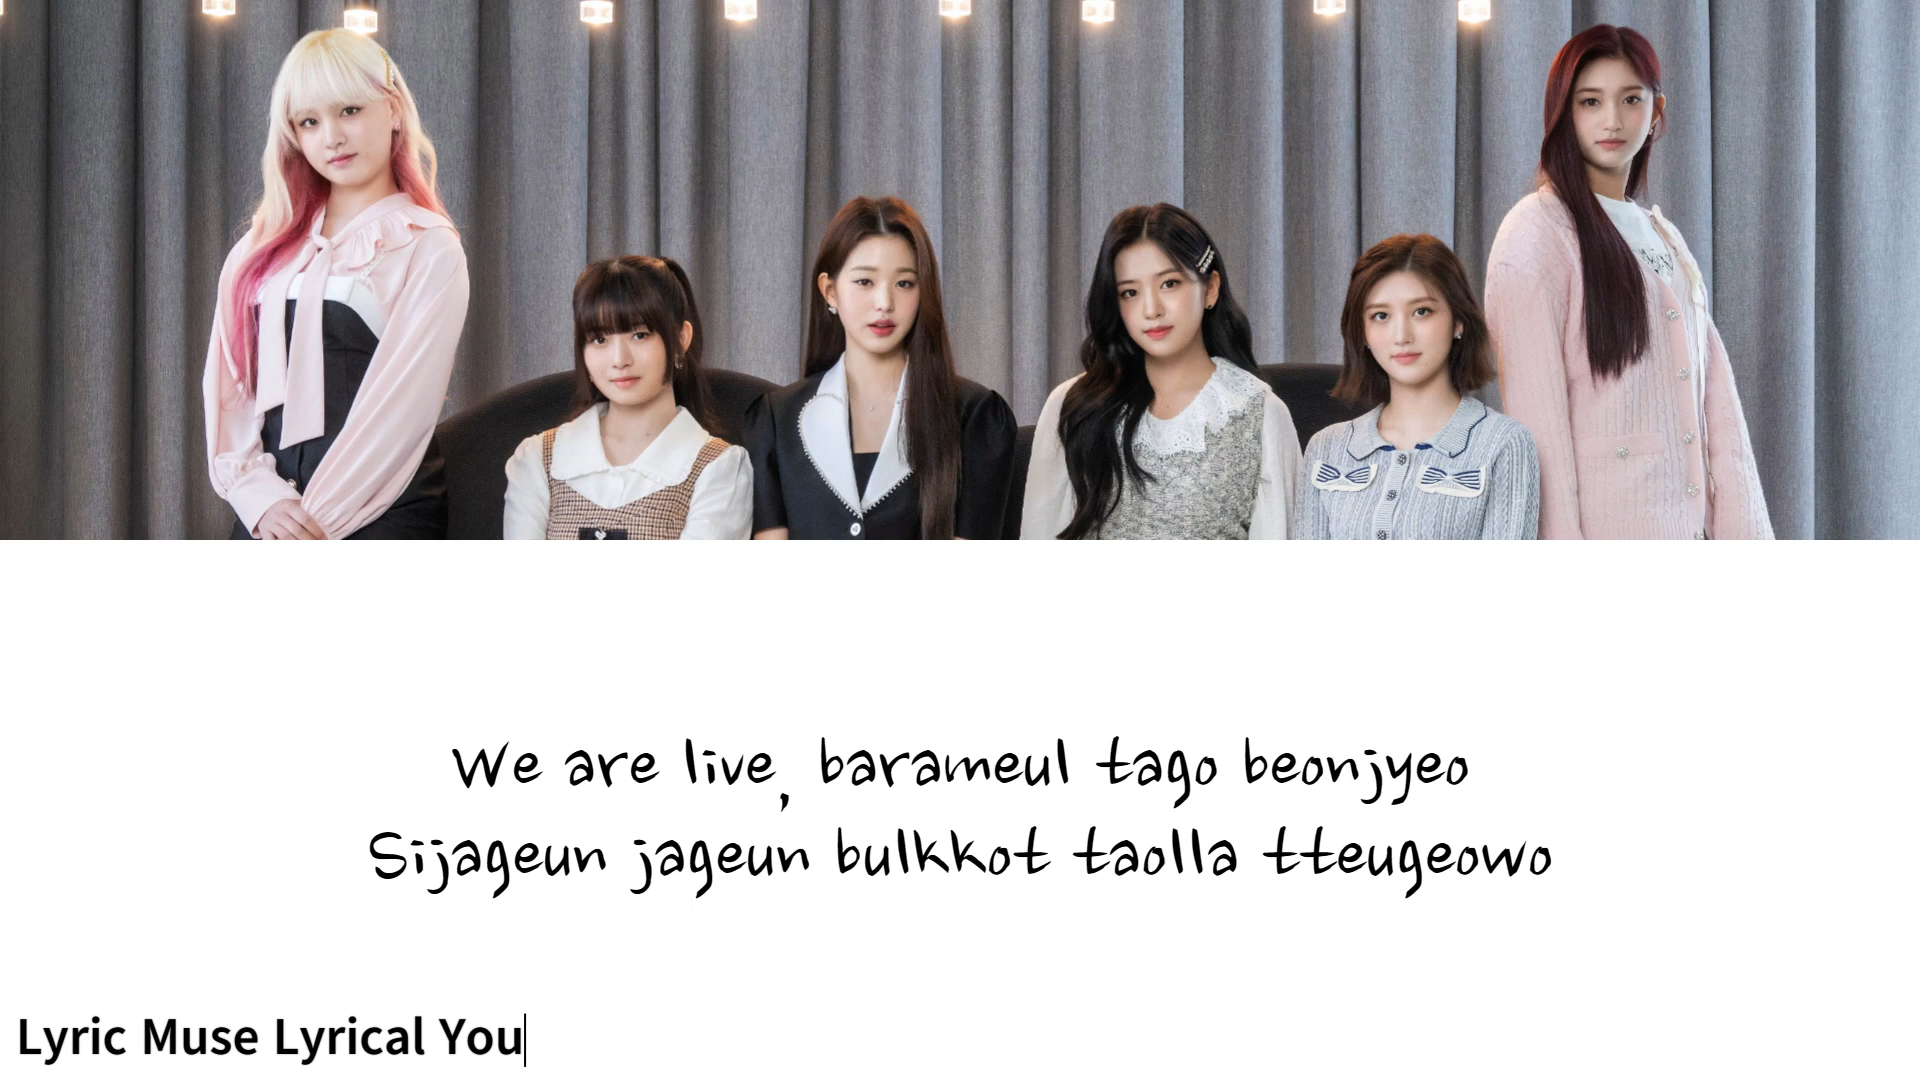 We are live, barameul tago beonjyeo
Sijageun jageun bulkkot taolla tteugeowo
Lyric Muse Lyrical You